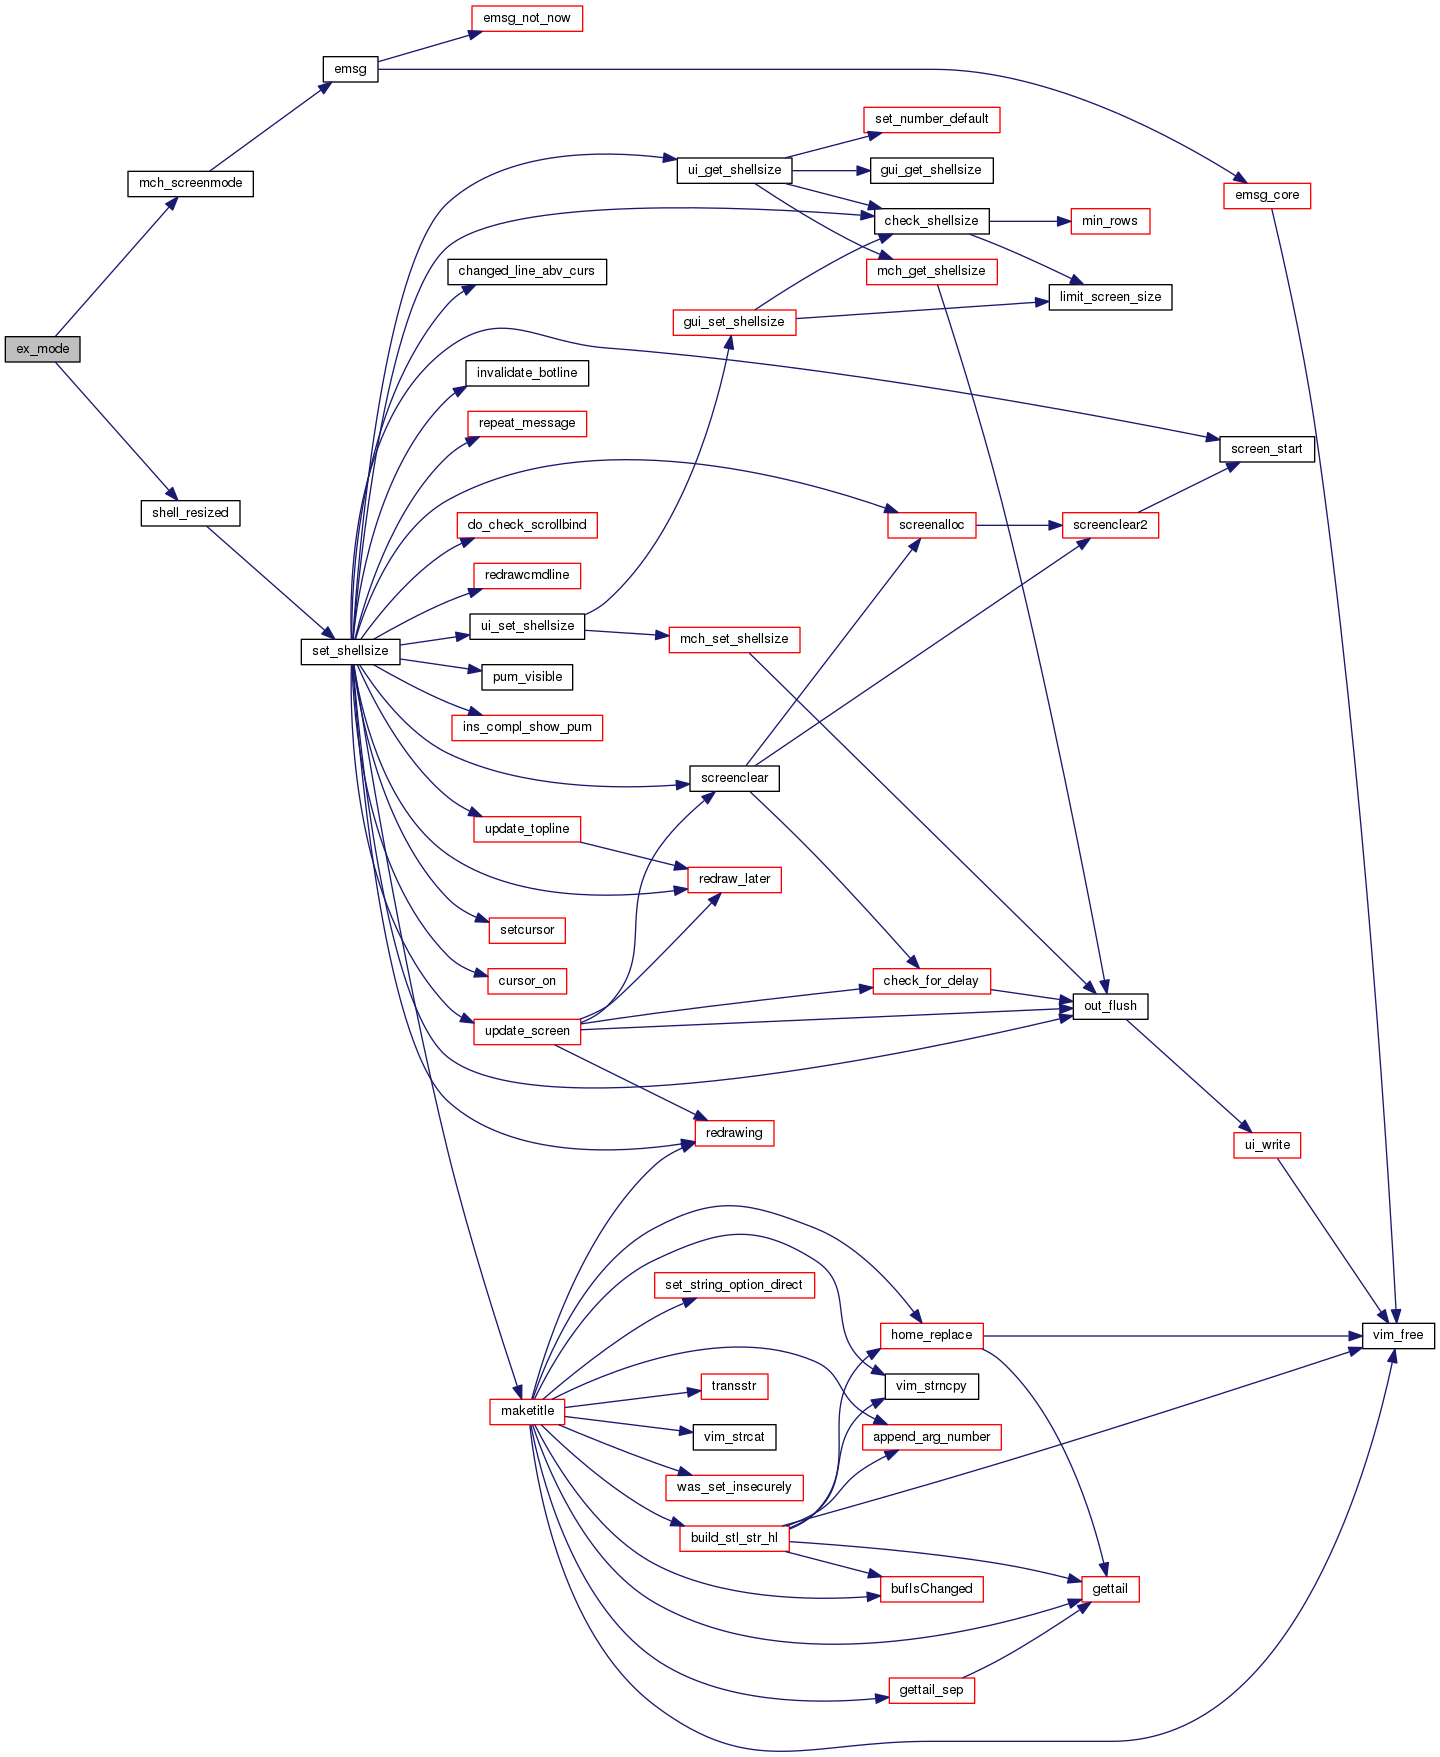 emsg_not_now
emsg
set_number_default
ui_get_shellsize
gui_get_shellsize
mch_screenmode
emsg_core
check_shellsize
min_rows
changed_line_abv_curs
mch_get_shellsize
limit_screen_size
gui_set_shellsize
ex_mode
invalidate_botline
repeat_message
screen_start
shell_resized
do_check_scrollbind
screenalloc
screenclear2
redrawcmdline
ui_set_shellsize
mch_set_shellsize
set_shellsize
pum_visible
ins_compl_show_pum
screenclear
update_topline
redraw_later
setcursor
cursor_on
check_for_delay
out_flush
update_screen
redrawing
ui_write
set_string_option_direct
home_replace
vim_free
transstr
vim_strncpy
maketitle
vim_strcat
append_arg_number
was_set_insecurely
build_stl_str_hl
bufIsChanged
gettail
gettail_sep